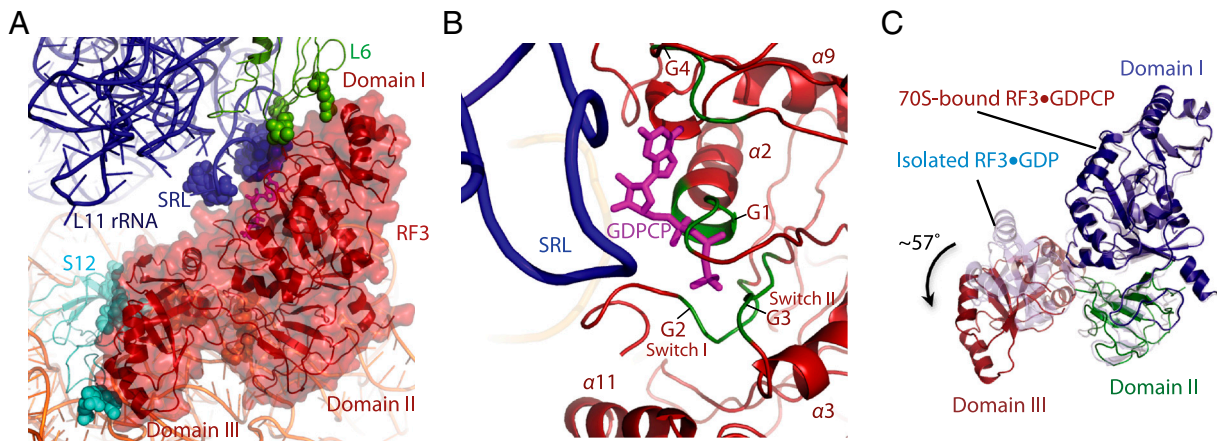 A
L6
Domain I
SRL
L11 rRNA
RF3
S12
Domain II
Domain III
B
G4
α9
α2
GDPCP
G1
SRL
Switch II
G3
G2
Switch I
α11
α3
C
Domain I
70S-bound RF3•GDPCP
Isolated RF3•GDP
~57°
Domain III
Domain II